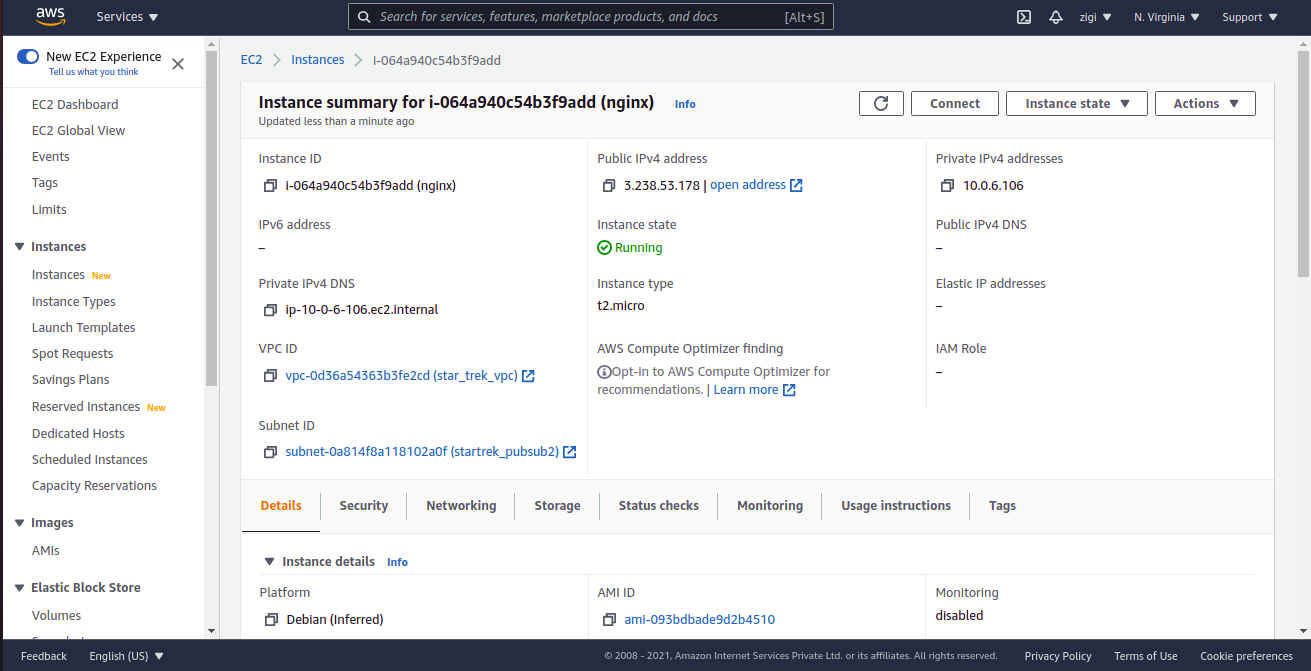 aws
Services
Search for services, features, marketplace products, and docs [Alt+S]
zigi
N. Virginia
Support
New EC2 Experience
Tell us what you think
EC2 Dashboard
EC2 Global View
Events
Tags
Limits
Instances
Instances New
Instance Types
Launch Templates
Spot Requests
Savings Plans
Reserved Instances New
Dedicated Hosts
Scheduled Instances
Capacity Reservations
Images
AMIs
Elastic Block Store
Volumes
EC2 > Instances > i-064a940c54b3f9add
Instance summary for i-064a940c54b3f9add (nginx) Info
Updated less than a minute ago
Connect
Instance state
Actions
Instance ID
i-064a940c54b3f9add (nginx)
Public IPv4 address
3.238.53.178 | open address
Private IPv4 addresses
10.0.6.106
IPv6 address
–
Instance state
Running
Public IPv4 DNS
–
Private IPv4 DNS
ip-10-0-6-106.ec2.internal
Instance type
t2.micro
Elastic IP addresses
–
VPC ID
vpc-0d36a54363b3fe2cd (star_trek_vpc)
AWS Compute Optimizer finding
Opt-in to AWS Compute Optimizer for
recommendations. | Learn more
IAM Role
–
Subnet ID
subnet-0a814f8a118102a0f (startrek_pubsub2)
Details
Security
Networking
Storage
Status checks
Monitoring
Usage instructions
Tags
Instance details Info
Platform
Debian (Inferred)
AMI ID
ami-093bdbade9d2b4510
Monitoring
disabled
Feedback
English (US)
© 2008 - 2021, Amazon Internet Services Private Ltd. or its affiliates. All rights reserved.
Privacy Policy
Terms of Use
Cookie preferences